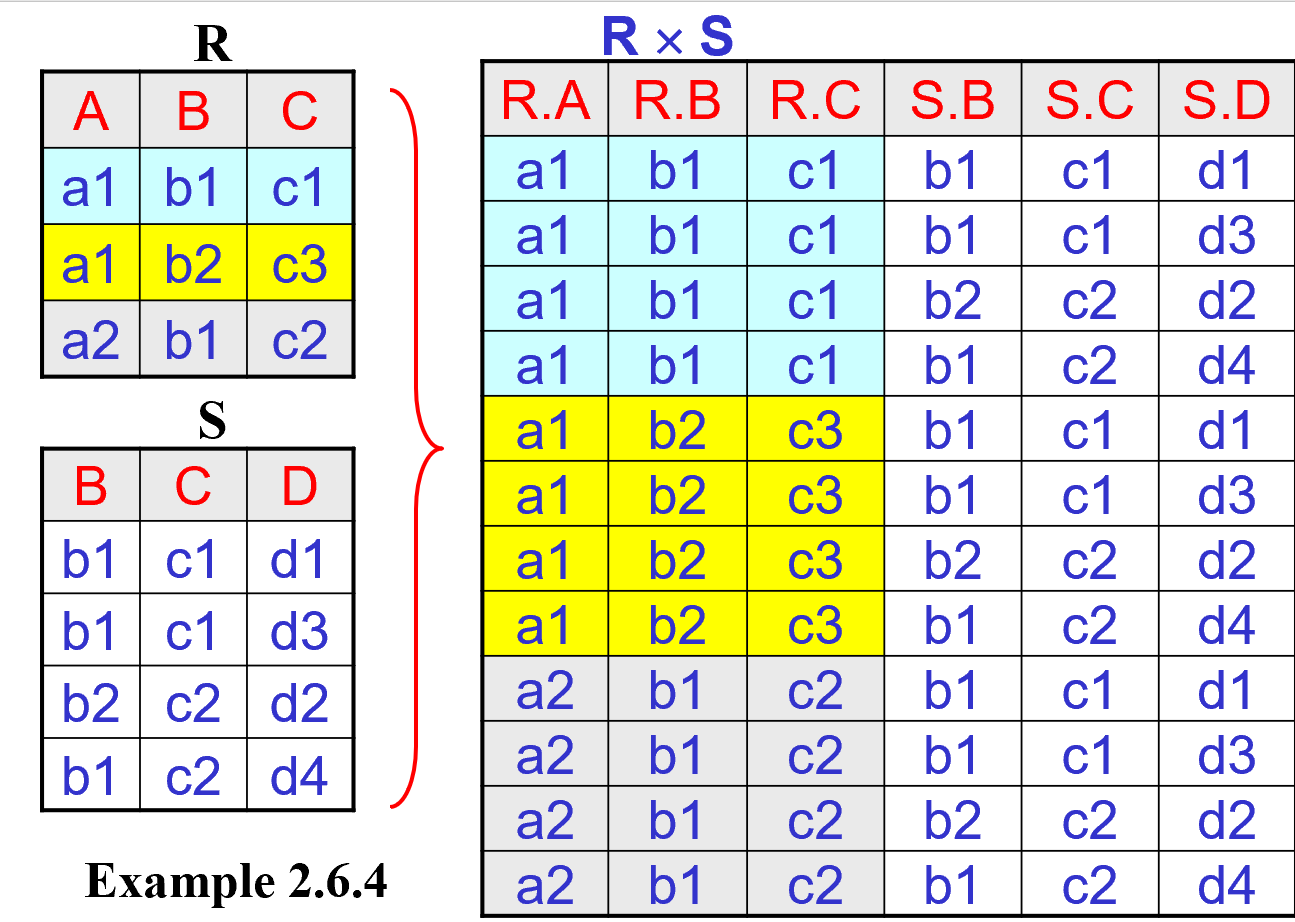 R
A B C
a1 b1 c1
a1 b2 c3
a2 b1 c2
S
B C D
b1 c1 d1
b1 c1 d3
b2 c2 d2
b1 c2 d4
Example 2.6.4
R × S
R.A R.B R.C S.B S.C S.D
a1 b1 c1 b1 c1 d1
a1 b1 c1 b1 c1 d3
a1 b1 c1 b2 c2 d2
a1 b1 c1 b1 c2 d4
a1 b2 c3 b1 c1 d1
a1 b2 c3 b1 c1 d3
a1 b2 c3 b2 c2 d2
a1 b2 c3 b1 c2 d4
a2 b1 c2 b1 c1 d1
a2 b1 c2 b1 c1 d3
a2 b1 c2 b2 c2 d2
a2 b1 c2 b1 c2 d4